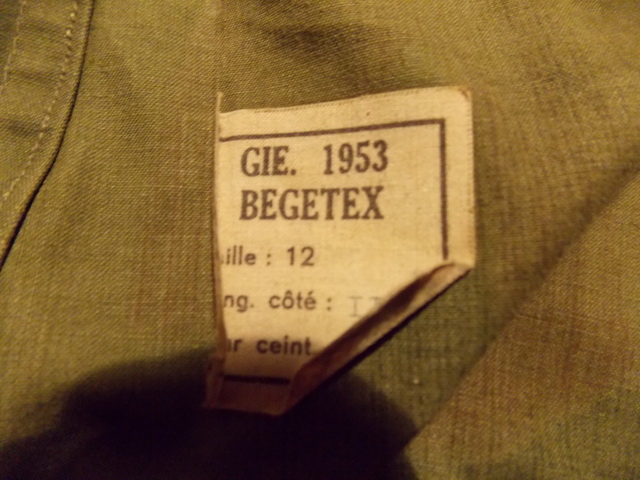 GIE. 1953
BEGETEX
ille : 12
ng. côté :
r ceint